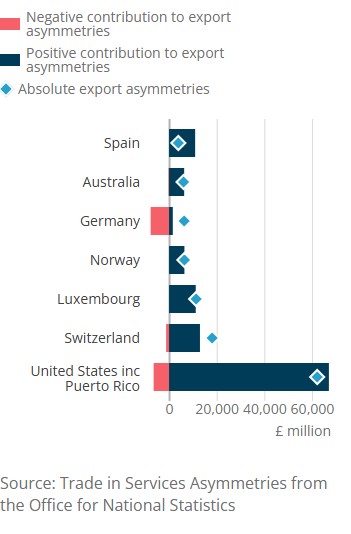 Negative contribution to export
asymmetries
Positive contribution to export
asymmetries
Absolute export asymmetries
Spain
Australia
Germany
Norway
Luxembourg
Switzerland
United States inc
Puerto Rico
0 20,000 40,000 60,000
£ million
Source: Trade in Services Asymmetries from
the Office for National Statistics